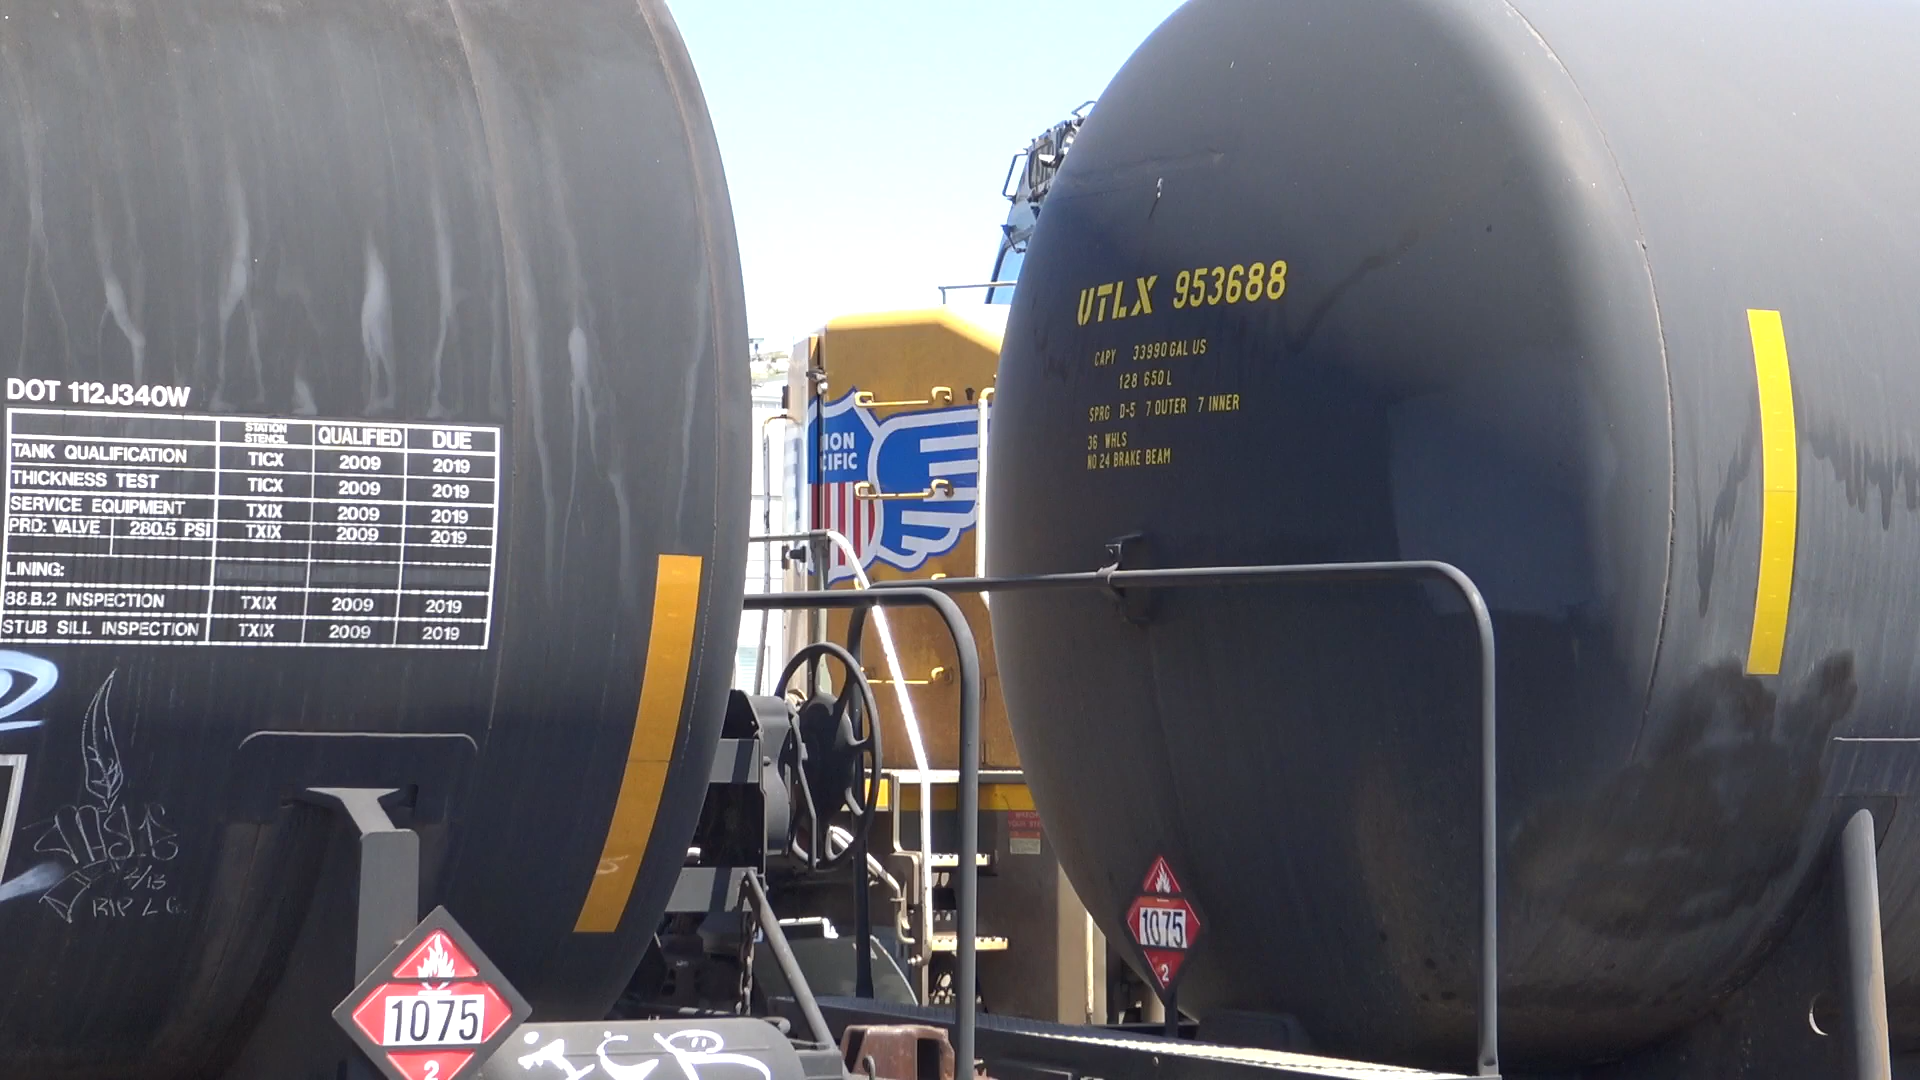 DOT 112J340W
STATION STENCIL QUALIFIED DUE
TANK QUALIFICATION TICX 2009 2019
THICKNESS TEST TICX 2009 2019
SERVICE EQUIPMENT TXIX 2009 2019
PRD: VALVE 280.5 PSI TXIX 2009 2019
LINING:
88.B.2 INSPECTION TXIX 2009 2019
STUB SILL INSPECTION TXIX 2009 2019
4/13
RIP L G.
1075
2
ION
CIFIC
UTLX 953688
CAPY 33990 GAL US
128 650 L
SPRG D-5 7 OUTER 7 INNER
36 WHLS
NO 24 BRAKE BEAM
1075
2